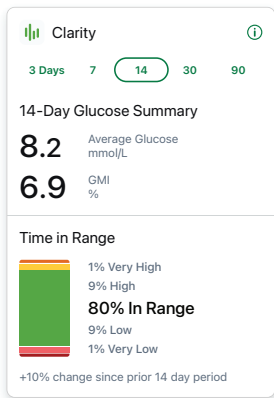 Clarity
3 Days 7 14 30 90
14-Day Glucose Summary
8.2 Average Glucose
mmol/L
6.9 GMI
%
Time in Range
1% Very High
9% High
80% In Range
9% Low
1% Very Low
+10% change since prior 14 day period